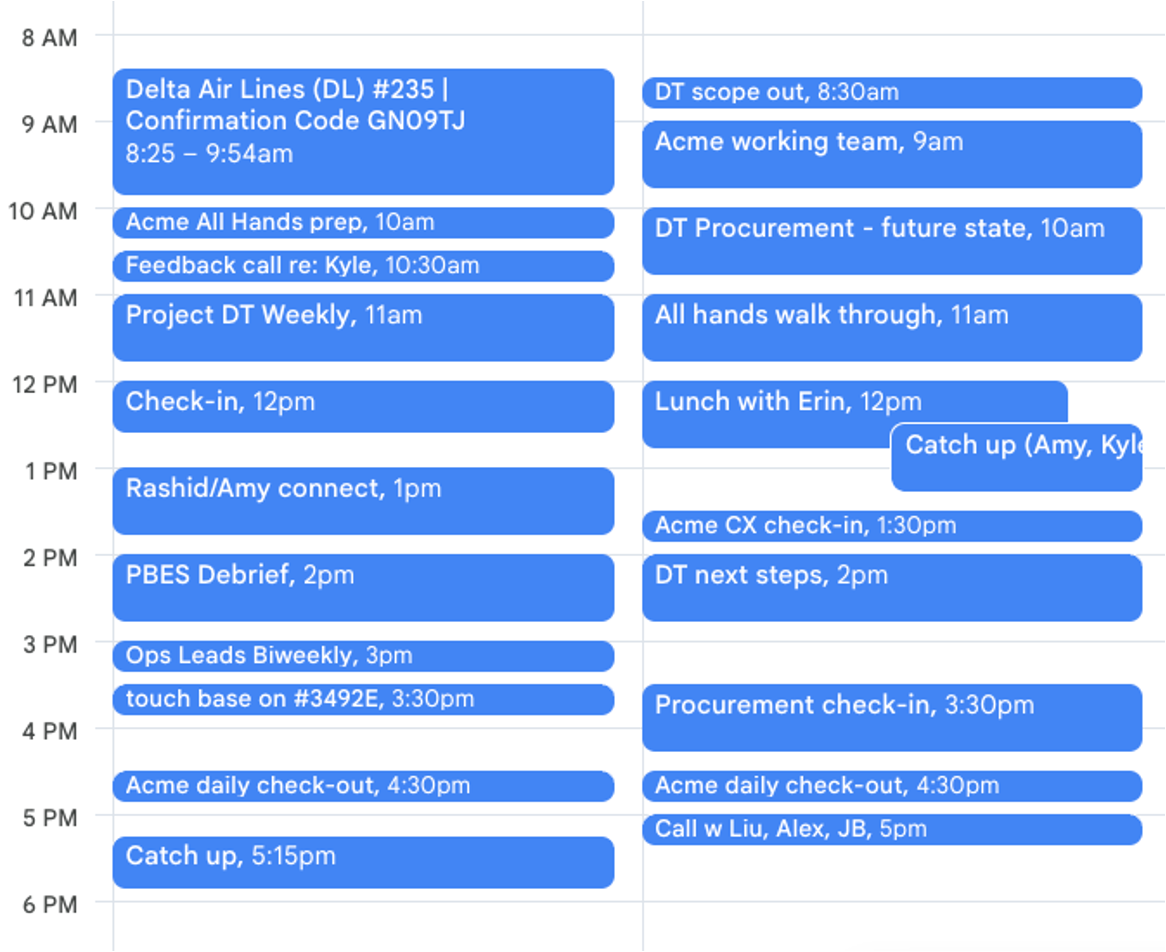 8 AM
9 AM
10 AM
11 AM
12 PM
1 PM
2 PM
3 PM
4 PM
5 PM
6 PM
Delta Air Lines (DL) #235 |
Confirmation Code GN09TJ
8:25 – 9:54am
Acme All Hands prep, 10am
Feedback call re: Kyle, 10:30am
Project DT Weekly, 11am
Check-in, 12pm
Rashid/Amy connect, 1pm
PBES Debrief, 2pm
Ops Leads Biweekly, 3pm
touch base on #3492E, 3:30pm
Acme daily check-out, 4:30pm
Catch up, 5:15pm
DT scope out, 8:30am
Acme working team, 9am
DT Procurement - future state, 10am
All hands walk through, 11am
Lunch with Erin, 12pm
Catch up (Amy, Kyle
Acme CX check-in, 1:30pm
DT next steps, 2pm
Procurement check-in, 3:30pm
Acme daily check-out, 4:30pm
Call w Liu, Alex, JB, 5pm